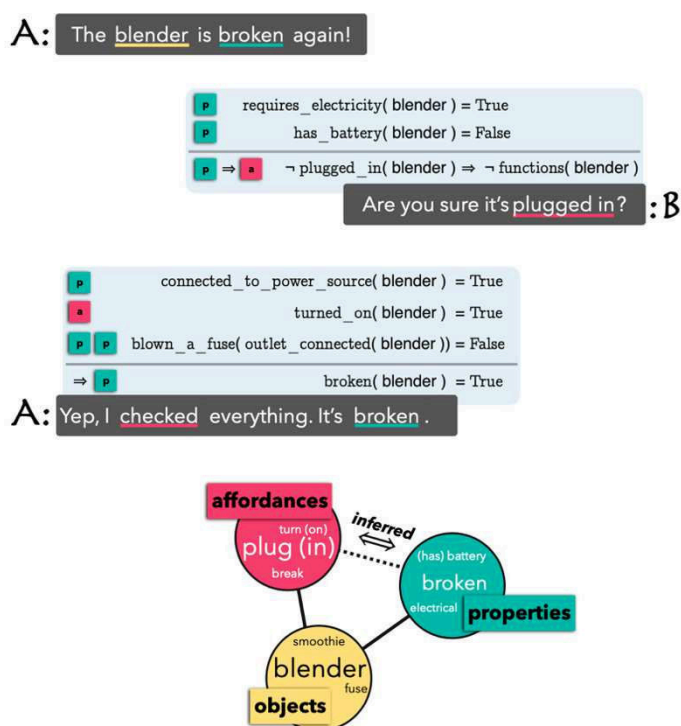 A: The blender is broken again!
p requires_electricity( blender ) = True
p has_battery( blender ) = False
p ⇒ a ¬ plugged_in( blender ) ⇒ ¬ functions( blender )
Are you sure it's plugged in? :B
p connected_to_power_source( blender ) = True
a turned_on( blender ) = True
p p blown_a_fuse( outlet_connected( blender )) = False
⇒ p broken( blender ) = True
A: Yep, I checked everything. It's broken.
affordances
turn (on)
plug (in)
break
inferred
⇔
(has) battery
broken
electrical
properties
smoothie
blender
fuse
objects